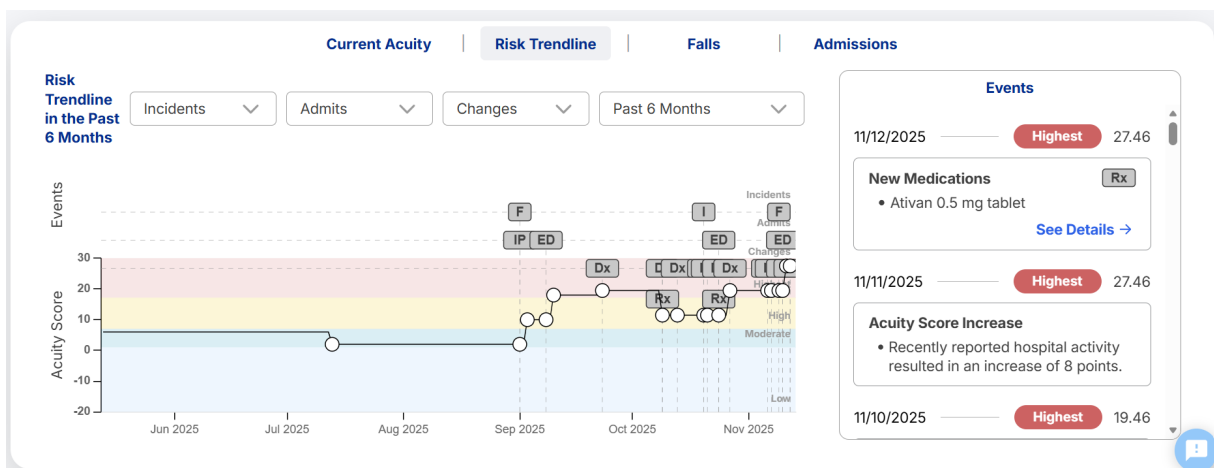 Current Acuity
Risk Trendline
Falls
Admissions
Risk
Trendline
in the Past
6 Months
Incidents
Admits
Changes
Past 6 Months
Events
Incidents
F
I
F
Admits
IP
ED
ED
ED
Changes
Dx
Dx
Dx
Rx
Rx
Acuity Score
30
20
10
0
-10
-20
High
Moderate
Low
Jun 2025
Jul 2025
Aug 2025
Sep 2025
Oct 2025
Nov 2025
Events
11/12/2025
Highest
27.46
New Medications
Rx
• Ativan 0.5 mg tablet
See Details →
11/11/2025
Highest
27.46
Acuity Score Increase
• Recently reported hospital activity
resulted in an increase of 8 points.
11/10/2025
Highest
19.46